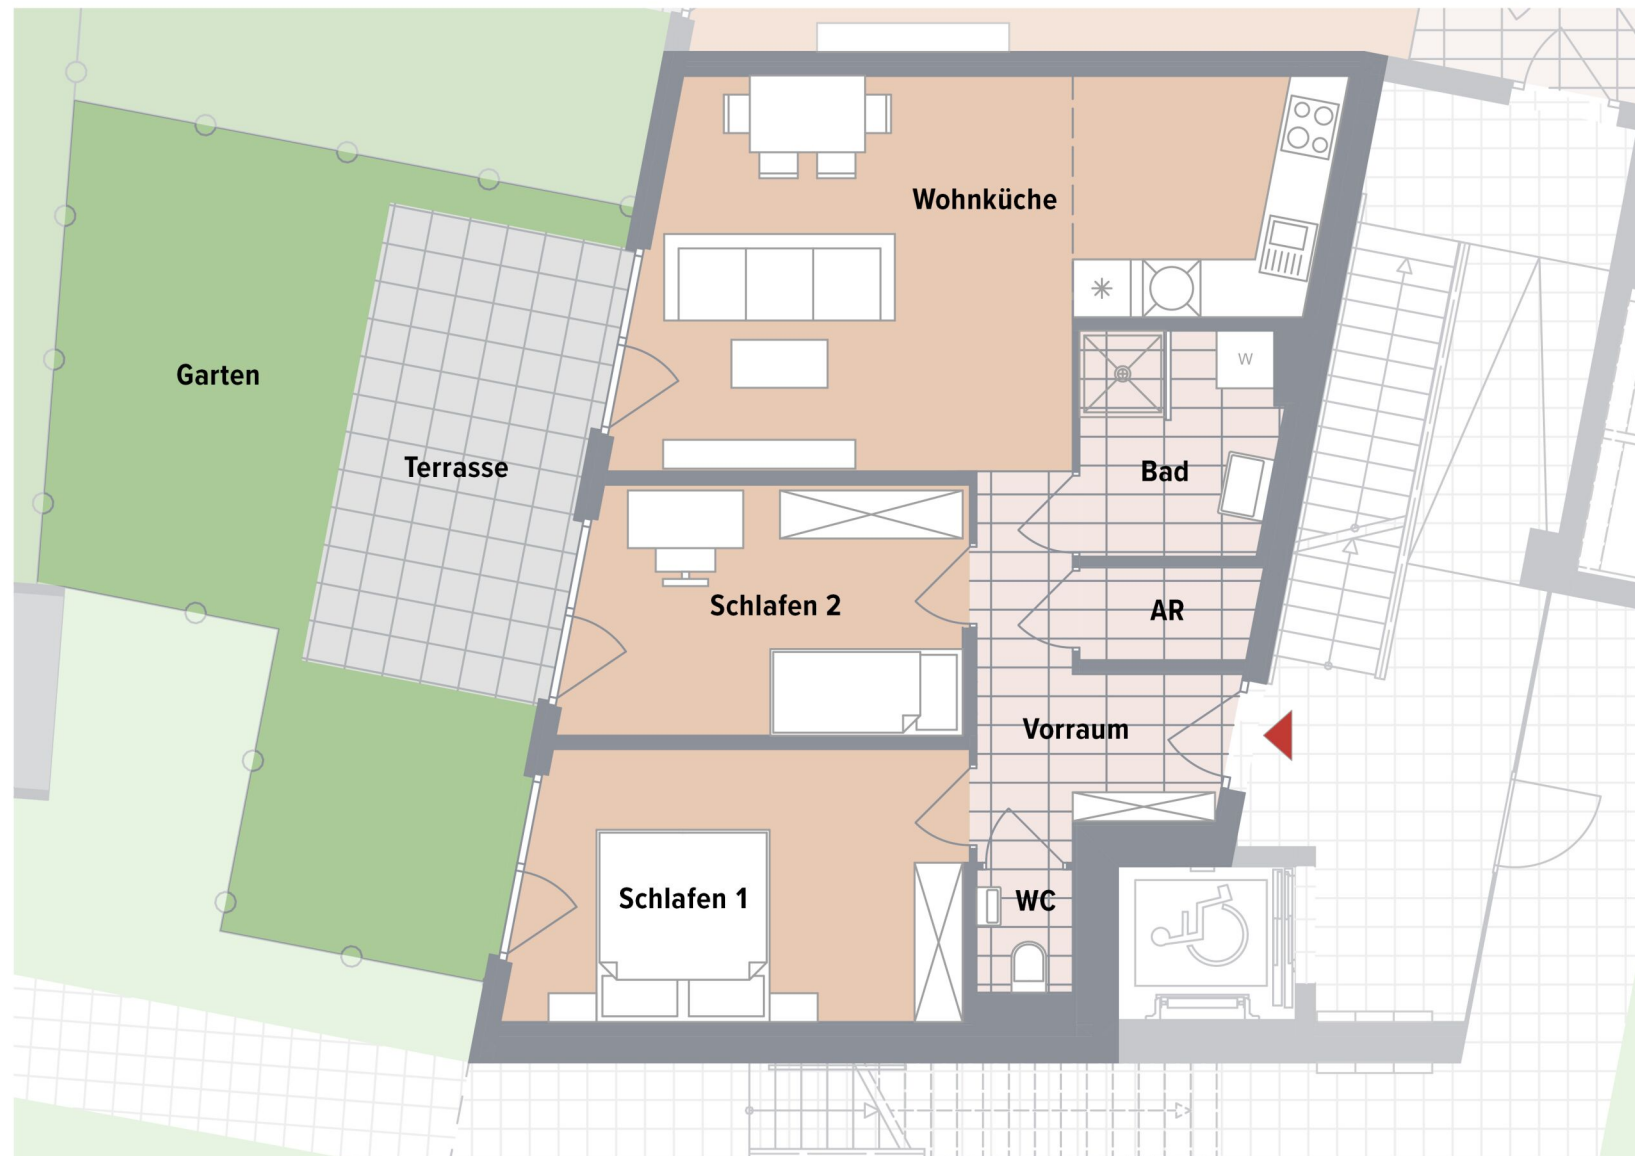 Wohnküche
W
Garten
Terrasse
Bad
Schlafen 2
AR
Vorraum
Schlafen 1
WC